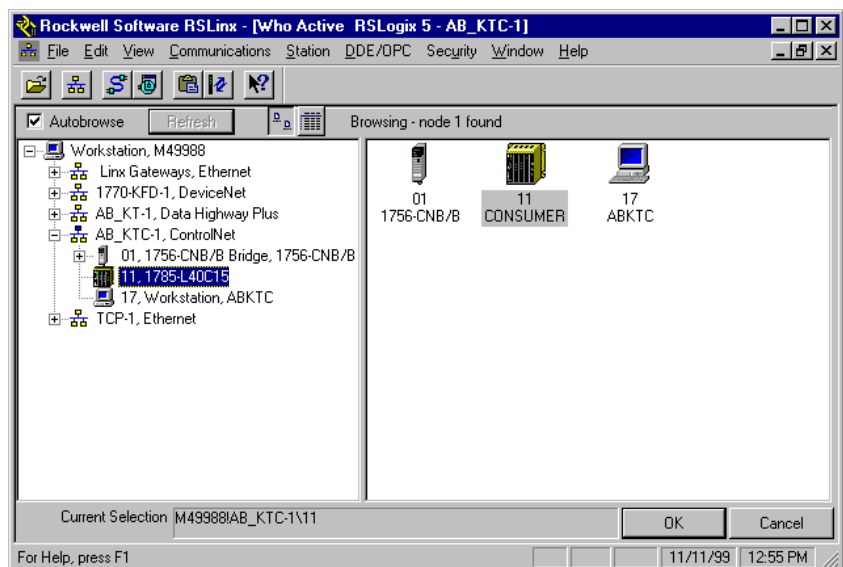 Rockwell Software RSLinx - [Who Active RSLogix 5 - AB_KTC-1]
File Edit View Communications Station DDE/OPC Security Window Help
Autobrowse Refresh Browsing - node 1 found
Workstation, M49988
Linx Gateways, Ethernet
1770-KFD-1, DeviceNet
AB_KT-1, Data Highway Plus
AB_KTC-1, ControlNet
01, 1756-CNB/B Bridge, 1756-CNB/B
11, 1785-L40C15
17, Workstation, ABKTC
TCP-1, Ethernet
01
1756-CNB/B
11
CONSUMER
17
ABKTC
Current Selection M49988!AB_KTC-1\11 OK Cancel
For Help, press F1 11/11/99 12:55 PM